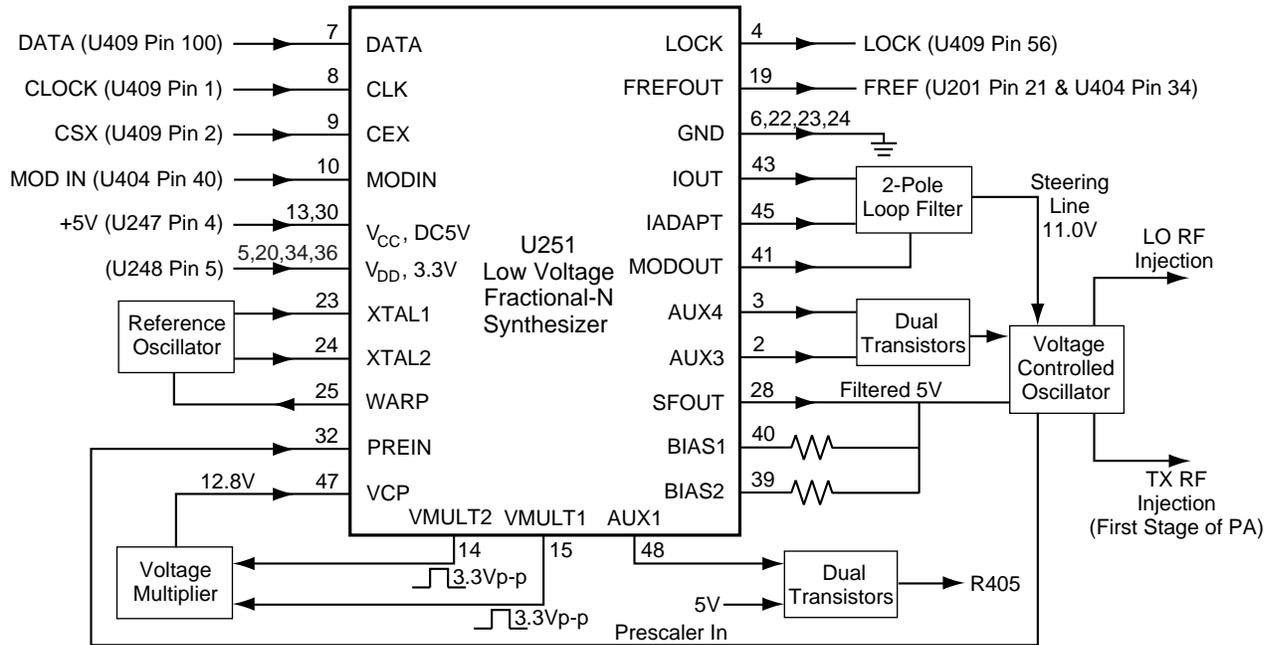 DATA (U409 Pin 100)
7
DATA
CLOCK (U409 Pin 1)
8
CLK
CSX (U409 Pin 2)
9
CEX
MOD IN (U404 Pin 40)
10
MODIN
+5V (U247 Pin 4)
13,30
VCC, DC5V
(U248 Pin 5)
5,20,34,36
VDD, 3.3V
Reference
Oscillator
23
XTAL1
24
XTAL2
25
WARP
32
PREIN
12.8V
47
VCP
Voltage
Multiplier
U251
Low Voltage
Fractional-N
Synthesizer
LOCK
4
LOCK (U409 Pin 56)
FREFOUT
19
FREF (U201 Pin 21 & U404 Pin 34)
GND
6,22,23,24
IOUT
43
IADAPT
45
MODOUT
41
2-Pole
Loop Filter
Steering
Line
11.0V
LO RF
Injection
AUX4
3
AUX3
2
Dual
Transistors
Voltage
Controlled
Oscillator
SFOUT
28
Filtered 5V
BIAS1
40
BIAS2
39
TX RF
Injection
(First Stage of PA)
VMULT2
VMULT1
AUX1
14
15
48
3.3Vp-p
3.3Vp-p
5V
Dual
Transistors
R405
Prescaler In